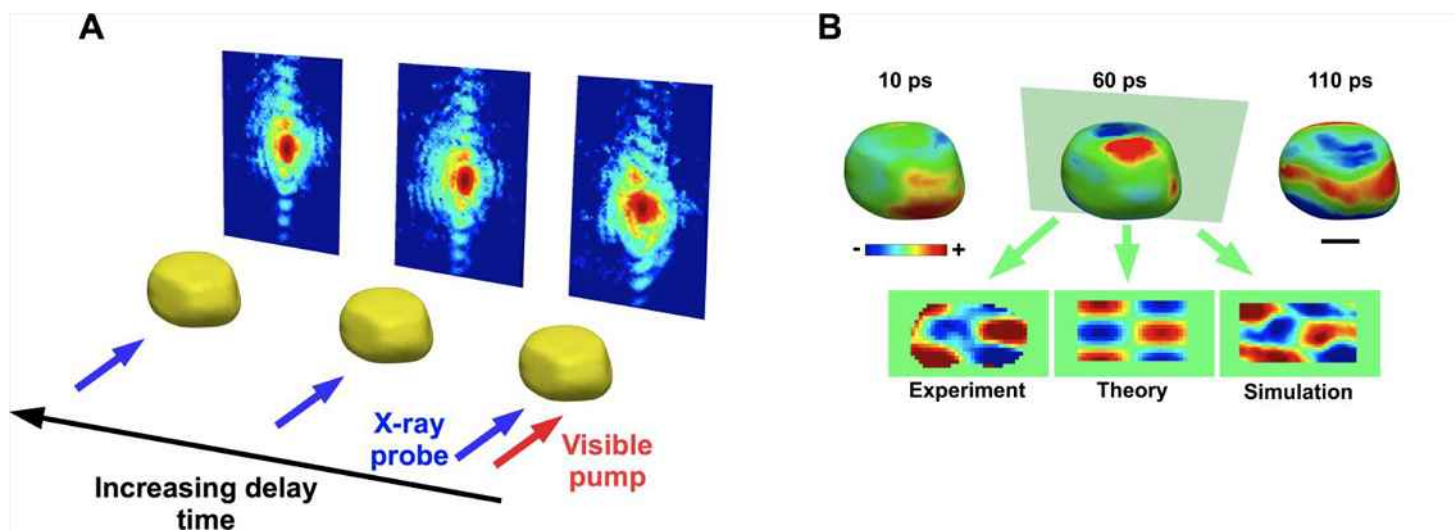 A
X-ray
probe
Visible
pump
Increasing delay
time
B
10 ps
60 ps
110 ps
- +
Experiment
Theory
Simulation